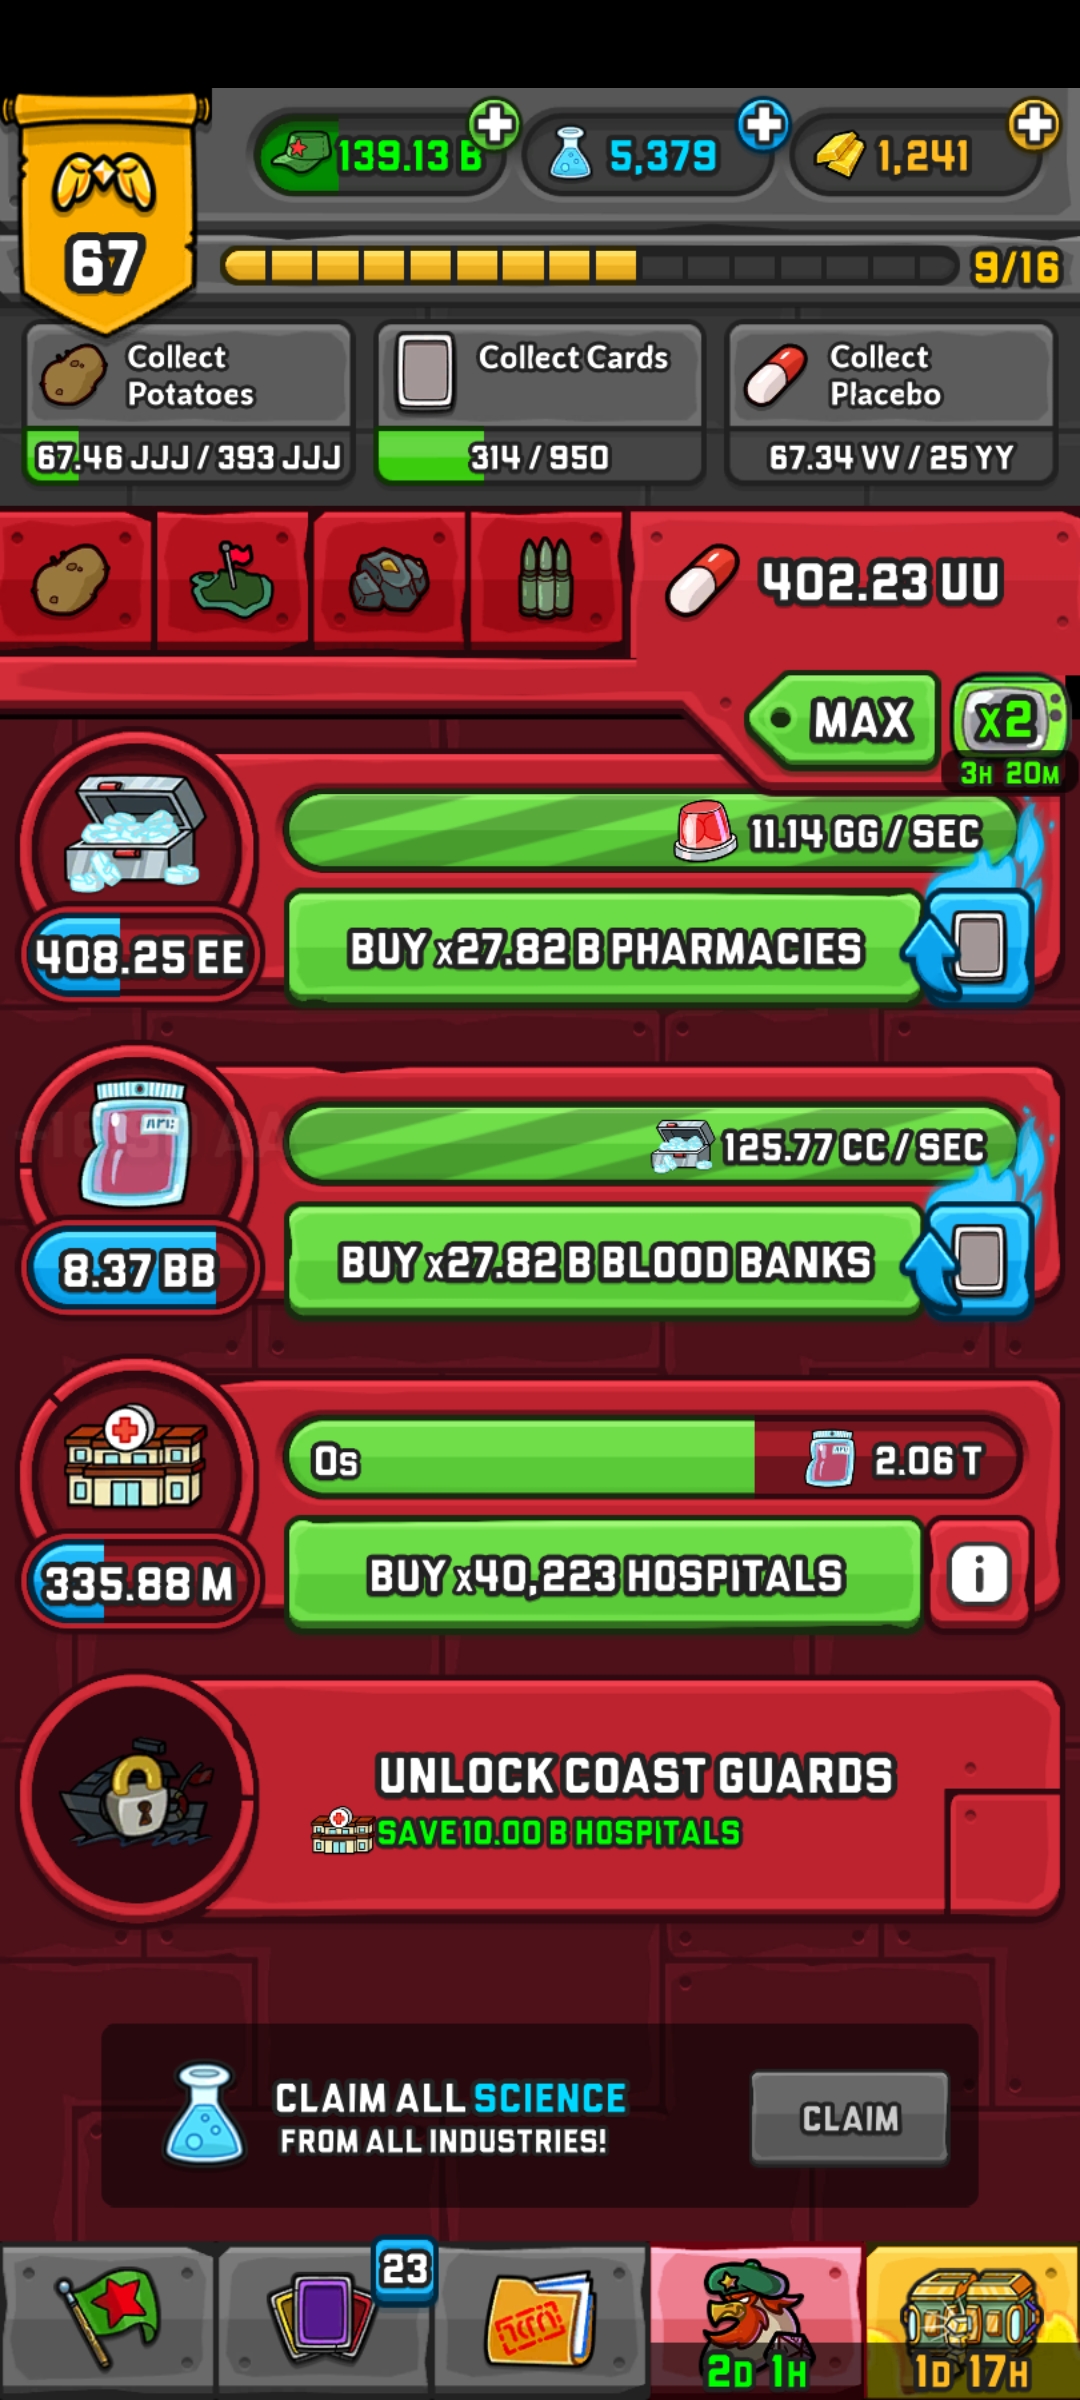 139.13 B
5,379
1,241
67
9/16
Collect
Potatoes
67.46 JJJ / 393 JJJ
Collect Cards
314 / 950
Collect
Placebo
67.34 VV / 25 YY
402.23 UU
MAX
x2
3H 20M
11.14 GG / SEC
408.25 EE
BUY x27.82 B PHARMACIES
125.77 CC / SEC
8.37 BB
BUY x27.82 B BLOOD BANKS
0s
2.06 T
335.88 M
BUY x40,223 HOSPITALS
i
UNLOCK COAST GUARDS
SAVE 10.00 B HOSPITALS
CLAIM ALL SCIENCE
FROM ALL INDUSTRIES!
CLAIM
23
2D 1H
1D 17H